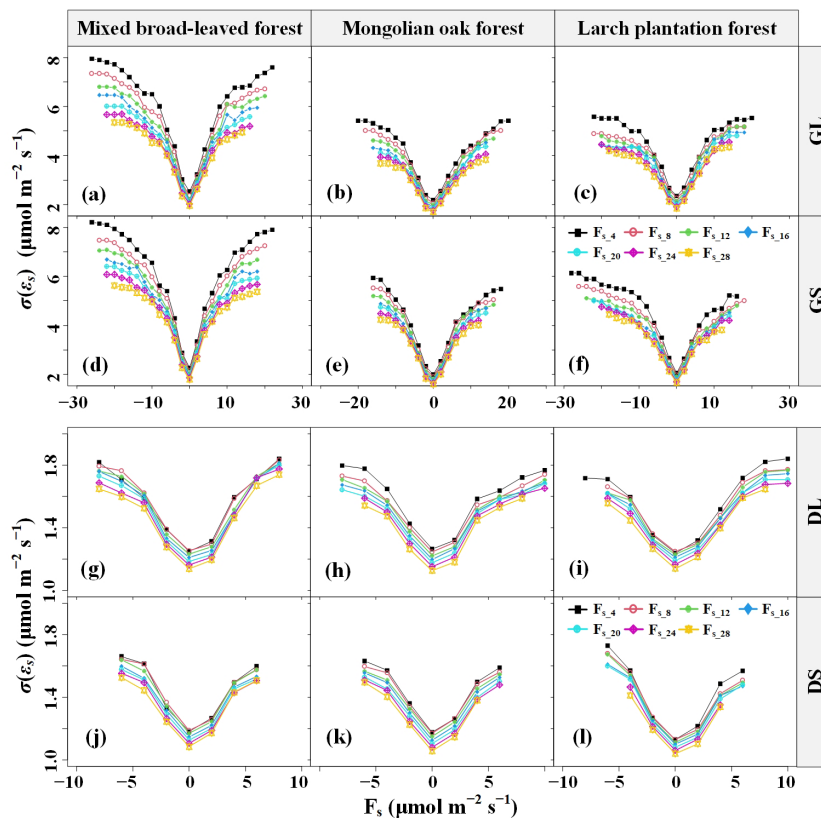 Mixed broad-leaved forest
Mongolian oak forest
Larch plantation forest
8
6
4
2
(a)
(b)
(c)
GL
σ(εs) (μmol m−2 s−1)
8
6
4
2
(d)
(e)
(f)
Fs_4 Fs_8 Fs_12 Fs_16
Fs_20 Fs_24 Fs_28
GS
−30 −10 10 30
−20 0 10 20
−30 −10 10 30
1.8
1.4
1.0
(g)
(h)
(i)
DL
σ(εs) (μmol m−2 s−1)
1.8
1.4
1.0
(j)
(k)
(l)
Fs_4 Fs_8 Fs_12 Fs_16
Fs_20 Fs_24 Fs_28
DS
−10 −5 0 5 10
−5 0 5
−10 −5 0 5 10
Fs (μmol m−2 s−1)